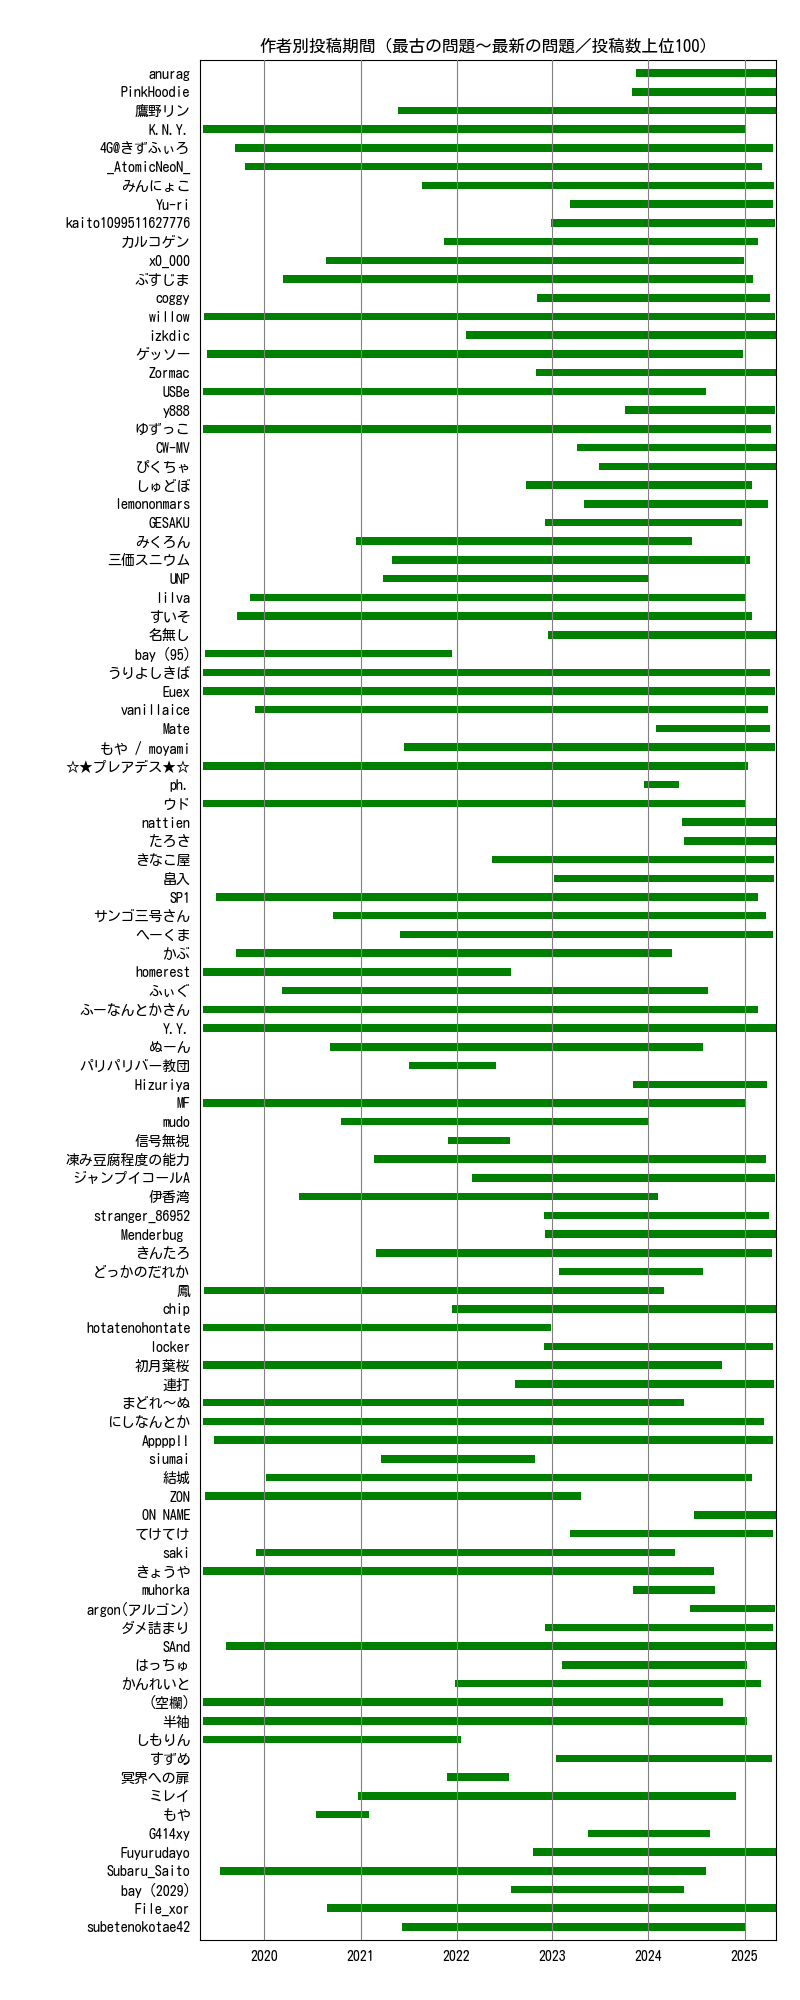 作者別投稿期間（最古の問題～最新の問題／投稿数上位100）
anurag
PinkHoodie
鷹野リン
K.N.Y.
4G@きずふぃろ
_AtomicNeoN_
みんにょこ
Yu-ri
kaito1099511627776
カルコゲン
x0_000
ぶすじま
coggy
willow
izkdic
ゲッソー
Zormac
USBe
y888
ゆずっこ
CW-MV
ぴくちゃ
しゅどぼ
lemononmars
GESAKU
みくろん
三価スニウム
UNP
lilva
すいそ
名無し
bay (95)
うりよしきば
Euex
vanillaice
Mate
もや / moyami
☆★プレアデス★☆
ph.
ウド
nattien
たろさ
きなこ屋
畠入
SP1
サンゴ三号さん
へーくま
かぶ
homerest
ふぃぐ
ふーなんとかさん
Y.Y.
ぬーん
パリパリバー教団
Hizuriya
MF
mudo
信号無視
凍み豆腐程度の能力
ジャンプイコールA
伊香湾
stranger_86952
Menderbug
きんたろ
どっかのだれか
鳳
chip
hotatenohontate
locker
初月葉桜
連打
まどれ～ぬ
にしなんとか
Appppll
siumai
結城
ZON
ON NAME
てけてけ
saki
きょうや
muhorka
argon(アルゴン)
ダメ詰まり
SAnd
はっちゅ
かんれいと
(空欄)
半袖
しもりん
すずめ
冥界への扉
ミレイ
もや
G414xy
Fuyurudayo
Subaru_Saito
bay (2029)
File_xor
subetenokotae42
2020 2021 2022 2023 2024 2025